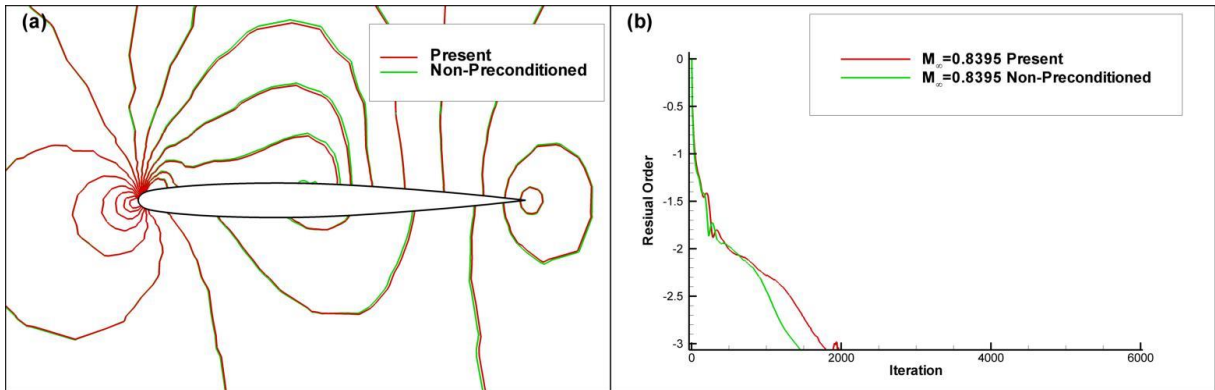 (a)
Present
Non-Preconditioned
(b)
M∞=0.8395 Present
M∞=0.8395 Non-Preconditioned
0
-0.5
-1
-1.5
-2
-2.5
-3
Resiual Order
0
2000
4000
6000
Iteration